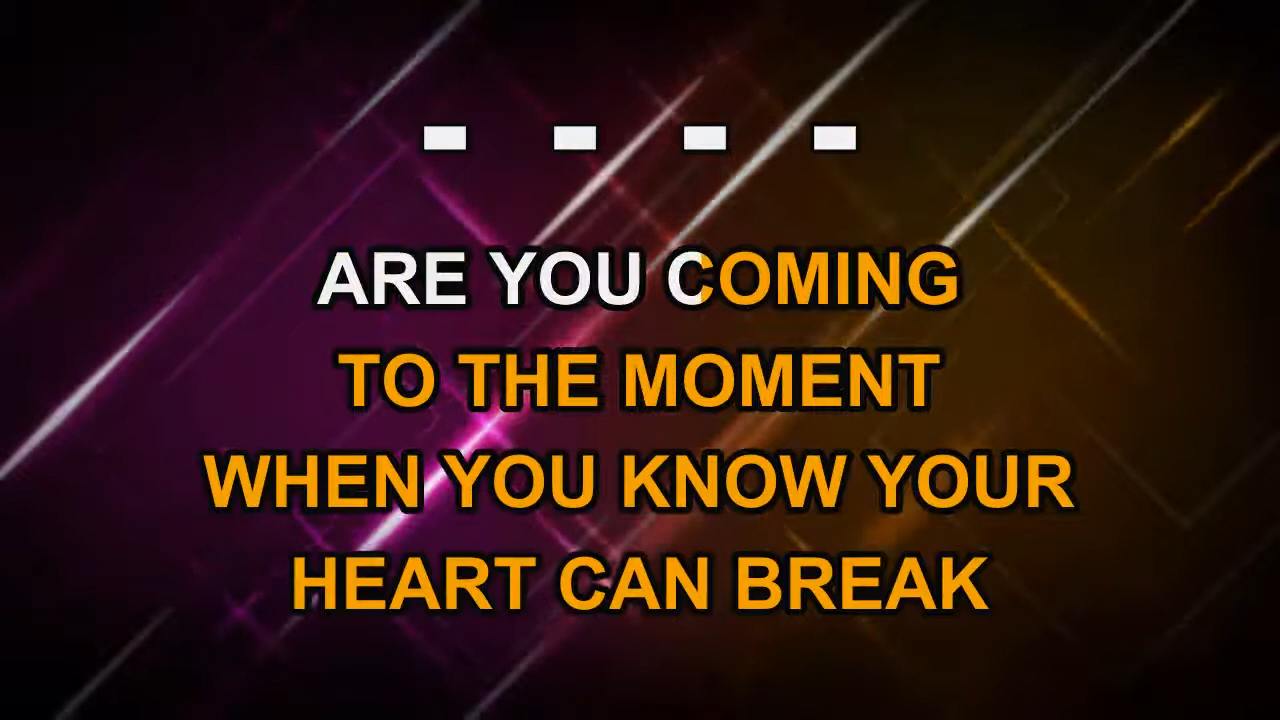 - - - -
ARE YOU COMING
TO THE MOMENT
WHEN YOU KNOW YOUR
HEART CAN BREAK